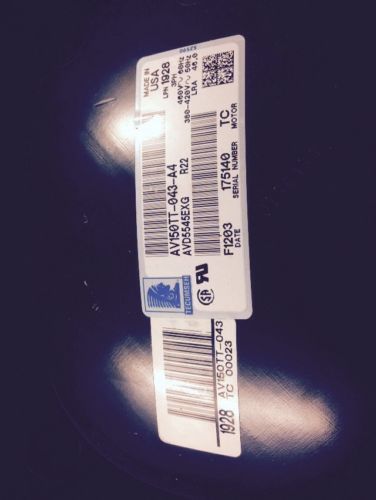 MADE IN
USA
LPN 1928
3PH
460V~ 60Hz
380-420V~ 50Hz
LRA 45.0
AV150TT-043-A4
AVD5545EXG R22
TC
MOTOR
175140
SERIAL NUMBER
F1203
DATE
TECUMSEH
AV150TT-043
1928 TC 00023